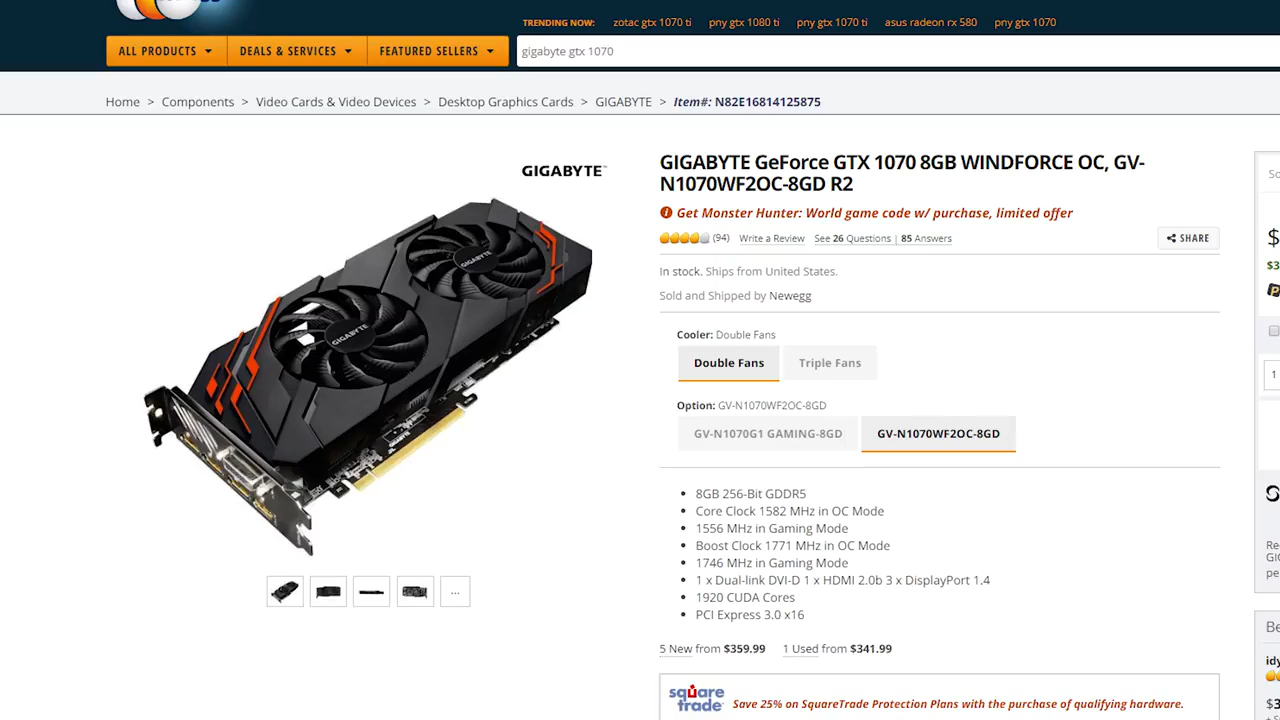 TRENDING NOW: zotac gtx 1070 ti pny gtx 1080 ti pny gtx 1070 ti asus radeon rx 580 pny gtx 1070
ALL PRODUCTS DEALS & SERVICES FEATURED SELLERS gigabyte gtx 1070
Home > Components > Video Cards & Video Devices > Desktop Graphics Cards > GIGABYTE > Item#: N82E16814125875
GIGABYTE
GIGABYTE GeForce GTX 1070 8GB WINDFORCE OC, GV-
N1070WF2OC-8GD R2
Get Monster Hunter: World game code w/ purchase, limited offer
(94) Write a Review See 26 Questions | 85 Answers
SHARE
In stock. Ships from United States.
Sold and Shipped by Newegg
Cooler: Double Fans
Double Fans Triple Fans
Option: GV-N1070WF2OC-8GD
GV-N1070G1 GAMING-8GD GV-N1070WF2OC-8GD
8GB 256-Bit GDDR5
Core Clock 1582 MHz in OC Mode
1556 MHz in Gaming Mode
Boost Clock 1771 MHz in OC Mode
1746 MHz in Gaming Mode
1 x Dual-link DVI-D 1 x HDMI 2.0b 3 x DisplayPort 1.4
1920 CUDA Cores
PCI Express 3.0 x16
...
5 New from $359.99 1 Used from $341.99
square
trade
Save 25% on SquareTrade Protection Plans with the purchase of qualifying hardware.
GIGABYTE
GIGABYTE
GIGABYTE
$
$3
1